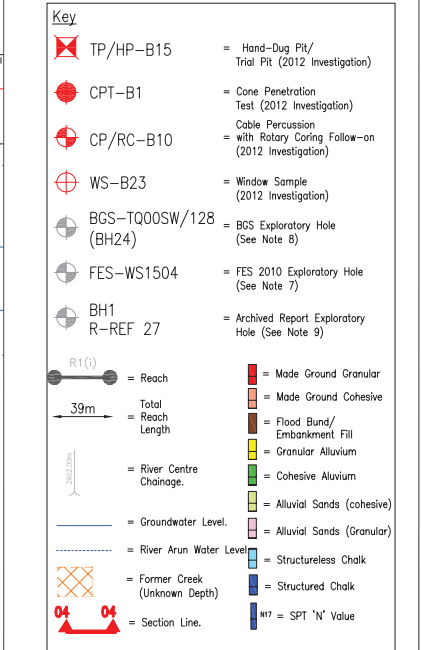 Key
TP/HP-B15
= Hand-Dug Pit/
Trial Pit (2012 Investigation)
CPT-B1
= Cone Penetration
Test (2012 Investigation)
CP/RC-B10
Cable Percussion
= with Rotary Coring Follow-on
(2012 Investigation)
WS-B23
= Window Sample
(2012 Investigation)
BGS-TQ00SW/128
(BH24)
= BGS Exploratory Hole
(See Note 8)
FES-WS1504
= FES 2010 Exploratory Hole
(See Note 7)
BH1
R-REF 27
= Archived Report Exploratory
Hole (See Note 9)
R1(i)
= Reach
39m
Total
= Reach
Length
2402.00m
= River Centre
Chainage.
= Groundwater Level.
= River Arun Water Level
= Former Creek
(Unknown Depth)
04 04
= Section Line.
= Made Ground Granular
= Made Ground Cohesive
= Flood Bund/
Embankment Fill
= Granular Alluvium
= Cohesive Aluvium
= Alluvial Sands (cohesive)
= Alluvial Sands (Granular)
= Structureless Chalk
= Structured Chalk
N17 = SPT 'N' Value